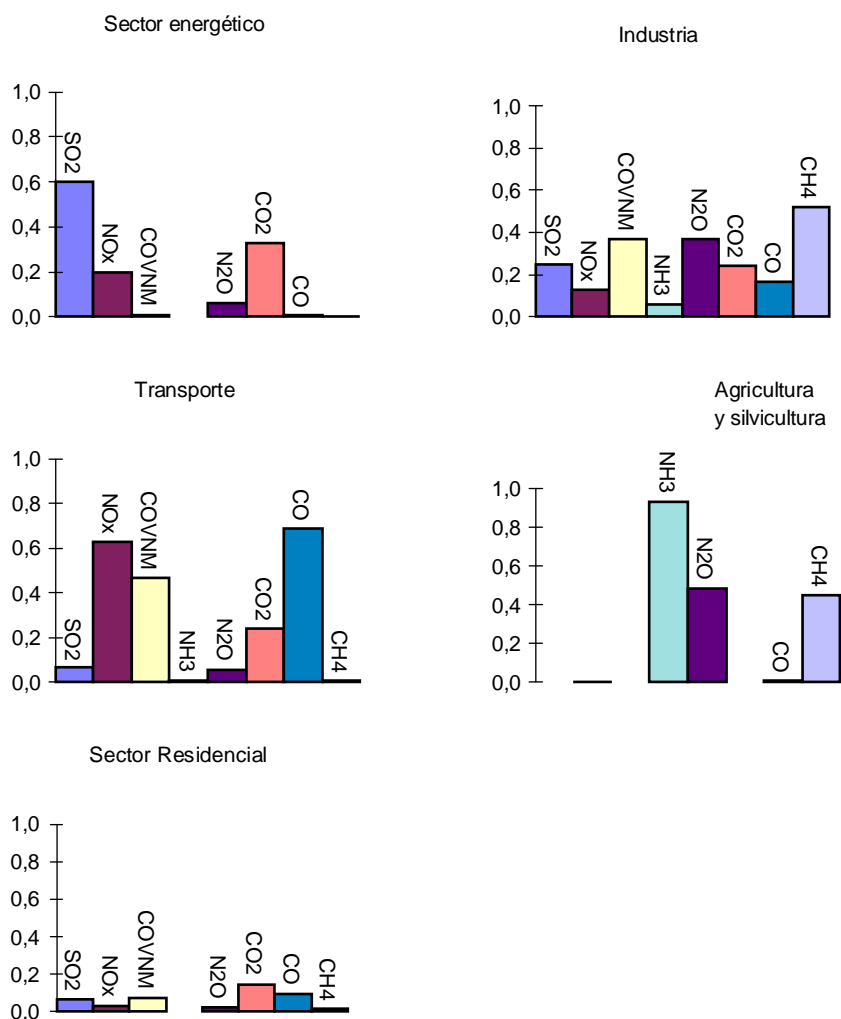 Sector energético
1,0
0,8
0,6
0,4
0,2
0,0
SO2
NOx
COVNM
N2O
CO2
CO
Industria
1,0
0,8
0,6
0,4
0,2
0,0
SO2
NOx
COVNM
NH3
N2O
CO2
CO
CH4
Transporte
1,0
0,8
0,6
0,4
0,2
0,0
SO2
NOx
COVNM
NH3
N2O
CO2
CO
CH4
Agricultura
y silvicultura
1,0
0,8
0,6
0,4
0,2
0,0
NH3
N2O
CO
CH4
Sector Residencial
1,0
0,8
0,6
0,4
0,2
0,0
SO2
NOx
COVNM
N2O
CO2
CO
CH4